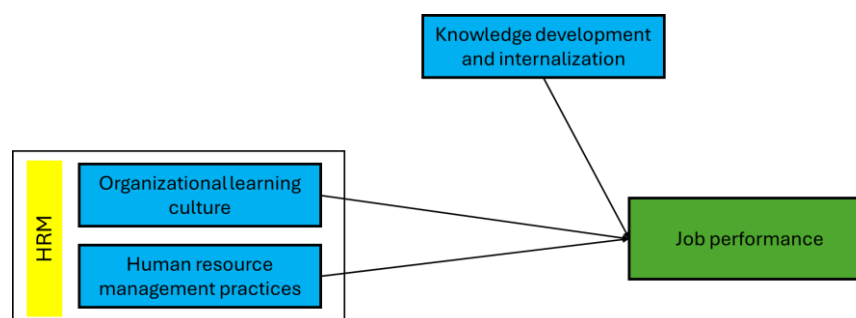 Knowledge development
and internalization
HRM
Organizational learning
culture
Human resource
management practices
Job performance